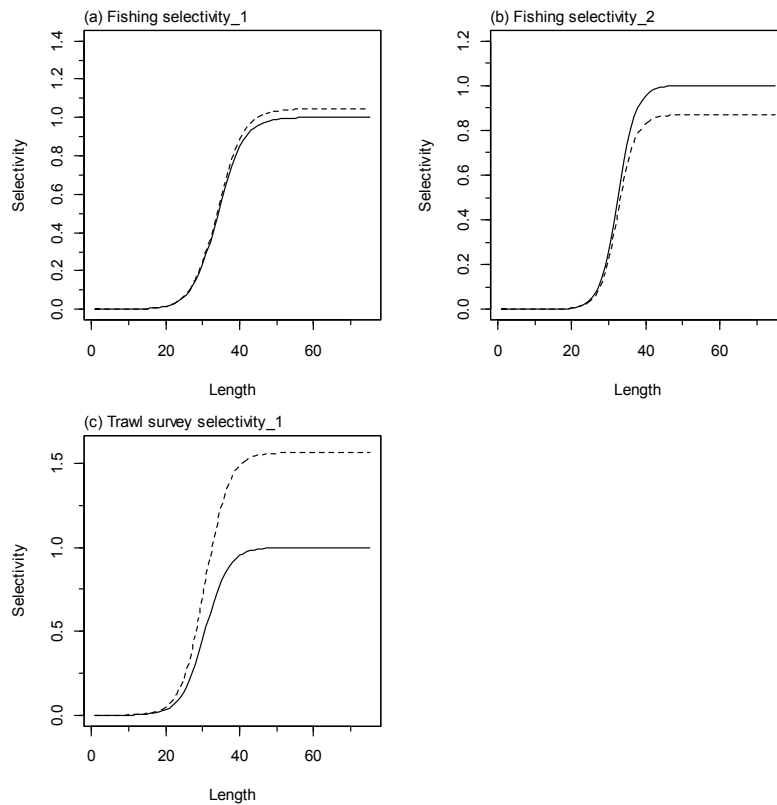 (a) Fishing selectivity_1
1.4
1.2
1.0
0.8
0.6
0.4
0.2
0.0
Selectivity
0 20 40 60
Length
(b) Fishing selectivity_2
1.2
1.0
0.8
0.6
0.4
0.2
0.0
Selectivity
0 20 40 60
Length
(c) Trawl survey selectivity_1
1.5
1.0
0.5
0.0
Selectivity
0 20 40 60
Length